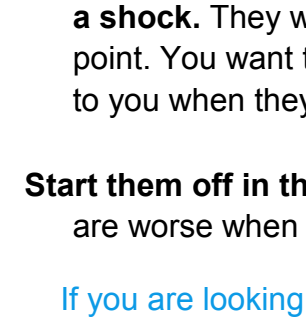 a shock. They
point. You want
to you when they
Start them off in
are worse when
If you are looking